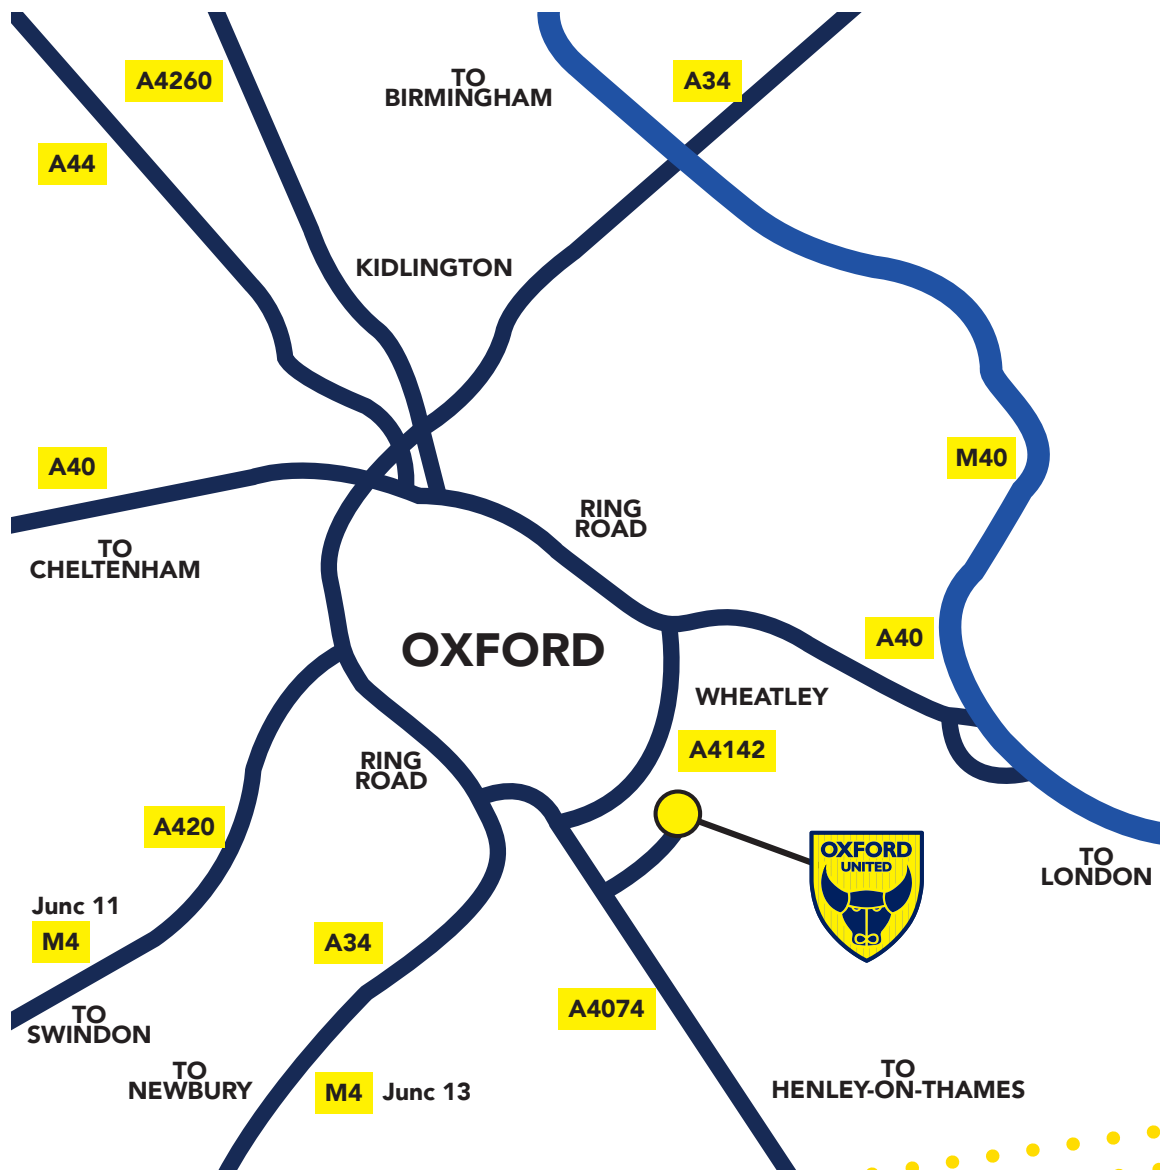 A4260
TO
BIRMINGHAM
A34
A44
KIDLINGTON
A40
M40
RING
ROAD
TO
CHELTENHAM
A40
OXFORD
WHEATLEY
A4142
RING
ROAD
A420
OXFORD
UNITED
TO
LONDON
Junc 11
M4
A34
A4074
TO
SWINDON
TO
NEWBURY
M4 Junc 13
TO
HENLEY-ON-THAMES